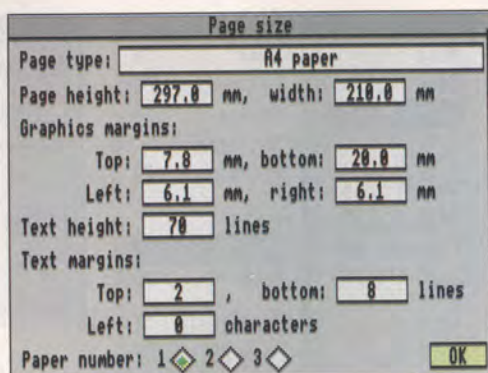 Page size
Page type: A4 paper
Page height: 297.0 mm, width: 210.0 mm
Graphics margins:
Top: 7.8 mm, bottom: 20.0 mm
Left: 6.1 mm, right: 6.1 mm
Text height: 70 lines
Text margins:
Top: 2 , bottom: 8 lines
Left: 0 characters
Paper number: 1 2 3 OK